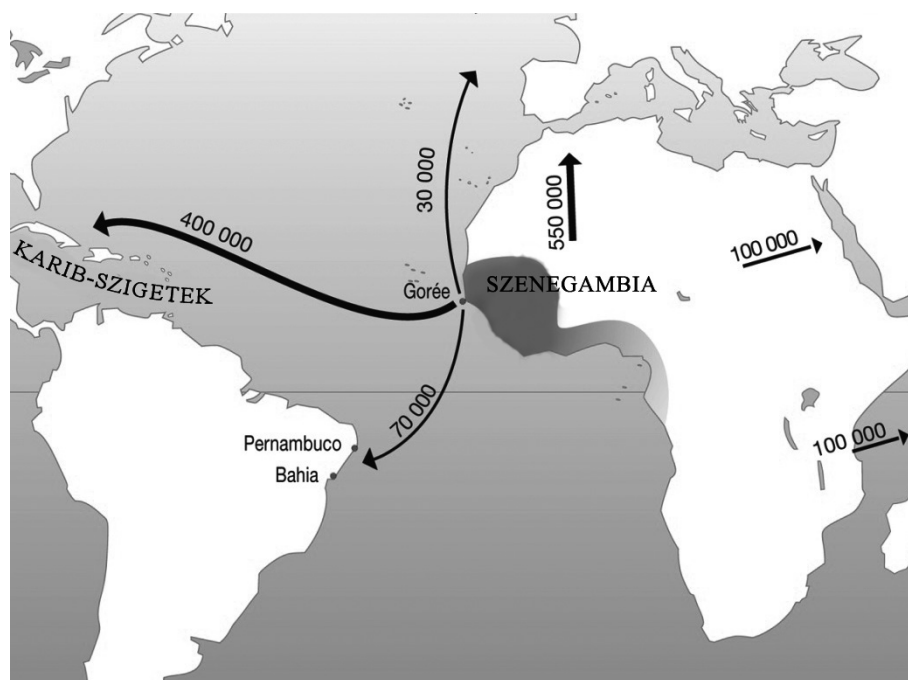 30 000
550 000
400 000
100 000
KARIB-SZIGETEK
Gorée
SZENEGAMBIA
70 000
Pernambuco
100 000
Bahia